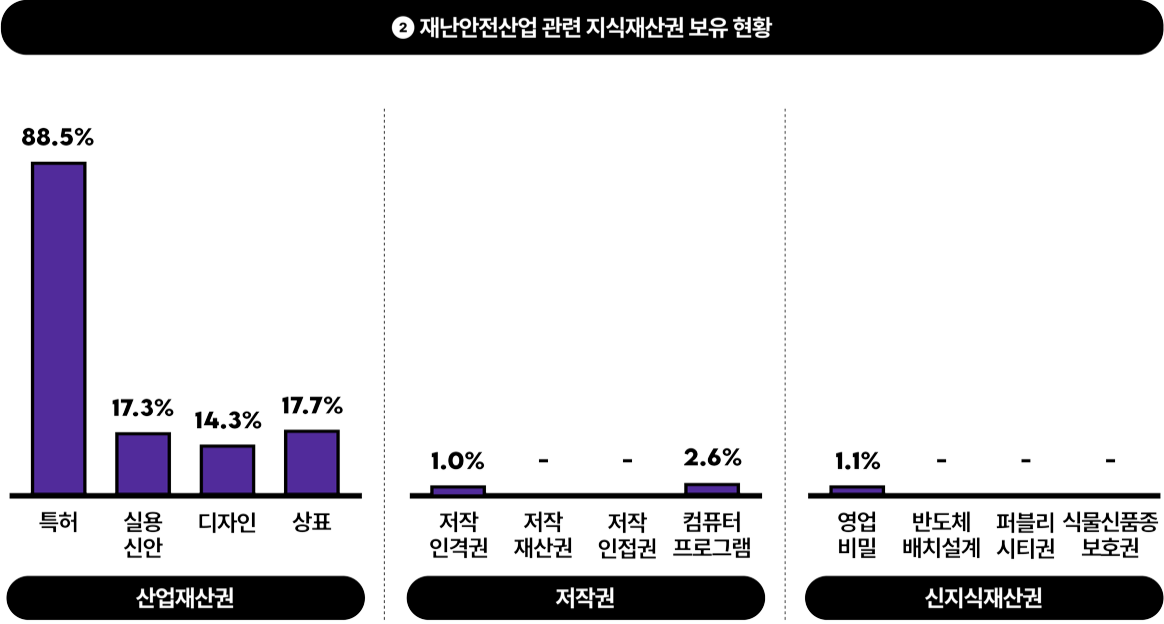 2 재난안전산업 관련 지식재산권 보유 현황
88.5%
17.3%
14.3%
17.7%
특허
실용
신안
디자인
상표
산업재산권
1.0%
-
-
2.6%
저작
인격권
저작
재산권
저작
인접권
컴퓨터
프로그램
저작권
1.1%
-
-
-
영업
비밀
반도체
배치설계
퍼블리
시티권
식물신품종
보호권
신지식재산권